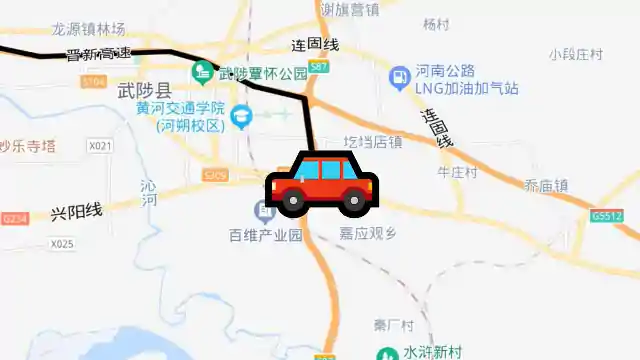 谢旗营镇
龙源镇林场
杨村
连固线
晋新高速
小段庄村
S87
武陟覃怀公园
河南公路
LNG加油加气站
S104
武陟县
黄河交通学院
(河朔校区)
连固线
圪垱店镇
X021
妙乐寺塔
牛庄村
S309
沁河
乔庙镇
兴阳线
G234
G5512
百维产业园
嘉应观乡
X025
秦厂村
水浒新村